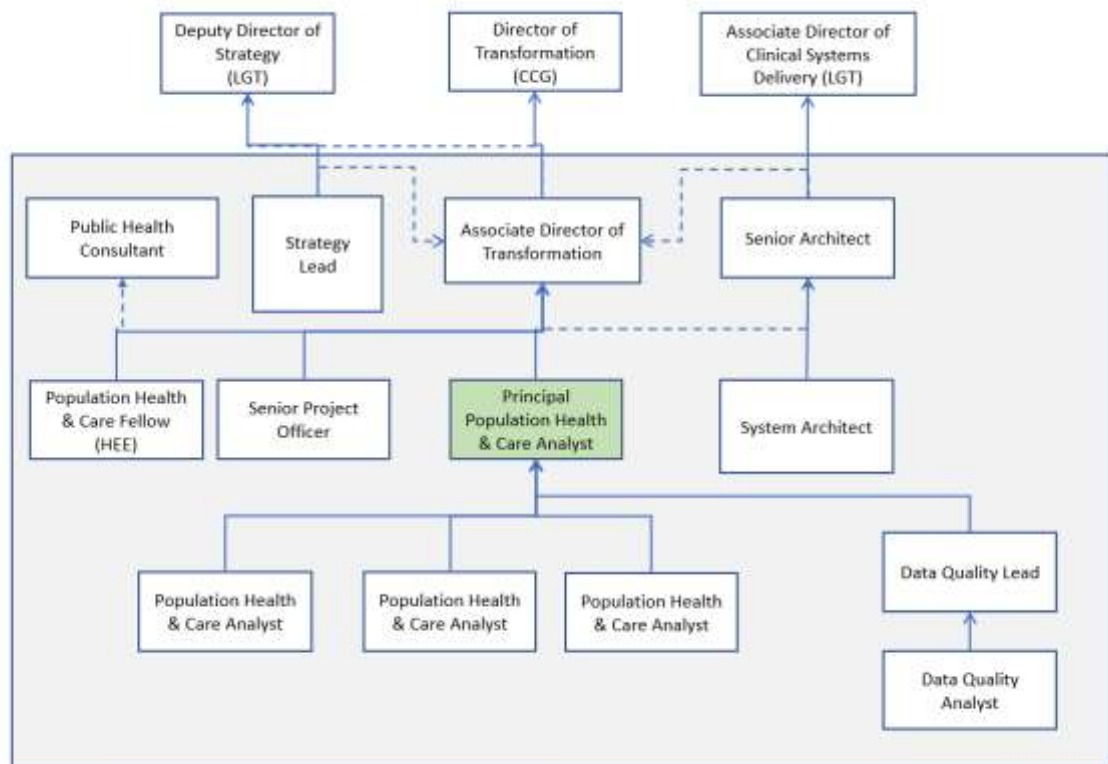 Deputy Director of
Strategy
(LGT)
Director of
Transformation
(CCG)
Associate Director of
Clinical Systems
Delivery (LGT)
Public Health
Consultant
Strategy
Lead
Associate Director of
Transformation
Senior Architect
Population Health
& Care Fellow
(HEE)
Senior Project
Officer
Principal
Population Health
& Care Analyst
System Architect
Population Health
& Care Analyst
Population Health
& Care Analyst
Population Health
& Care Analyst
Data Quality Lead
Data Quality
Analyst